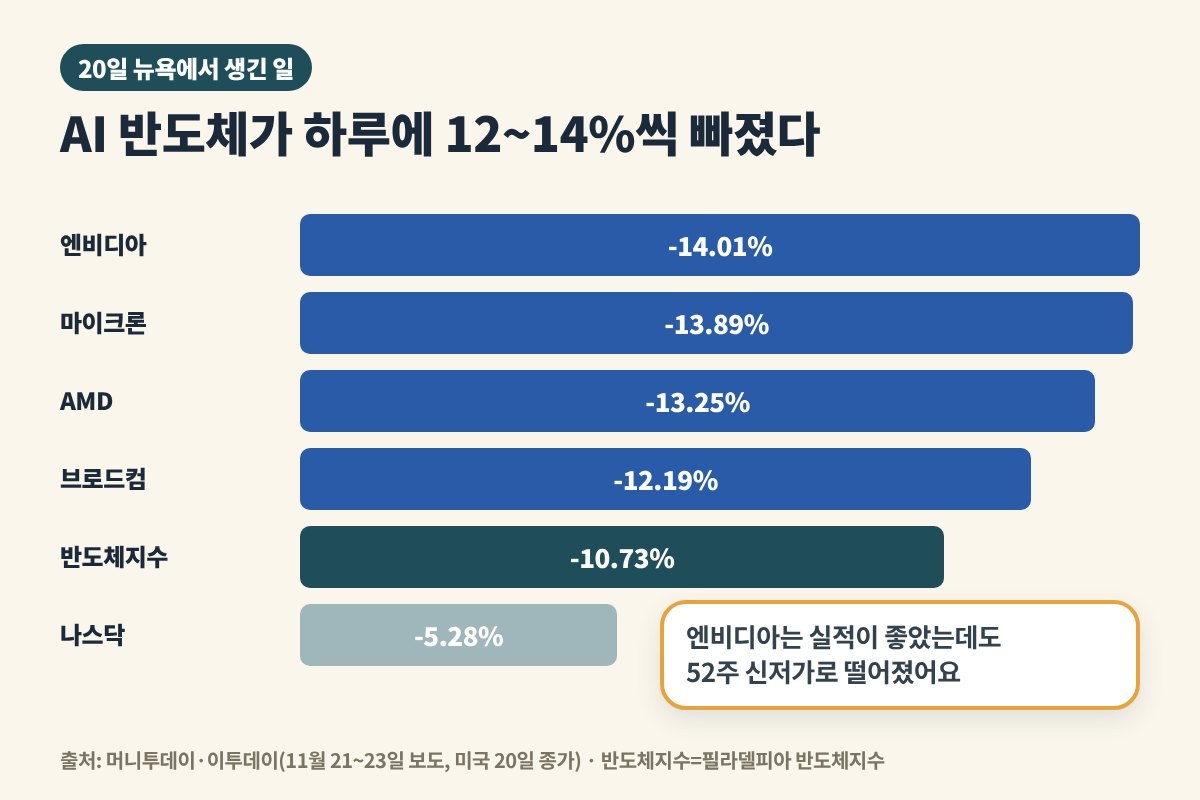 20일 뉴욕에서 생긴 일
AI 반도체가 하루에 12~14%씩 빠졌다
엔비디아 -14.01%
마이크론 -13.89%
AMD -13.25%
브로드컴 -12.19%
반도체지수 -10.73%
나스닥 -5.28%
엔비디아는 실적이 좋았는데도
52주 신저가로 떨어졌어요
출처: 머니투데이·이투데이(11월 21~23일 보도, 미국 20일 종가) · 반도체지수=필라델피아 반도체지수